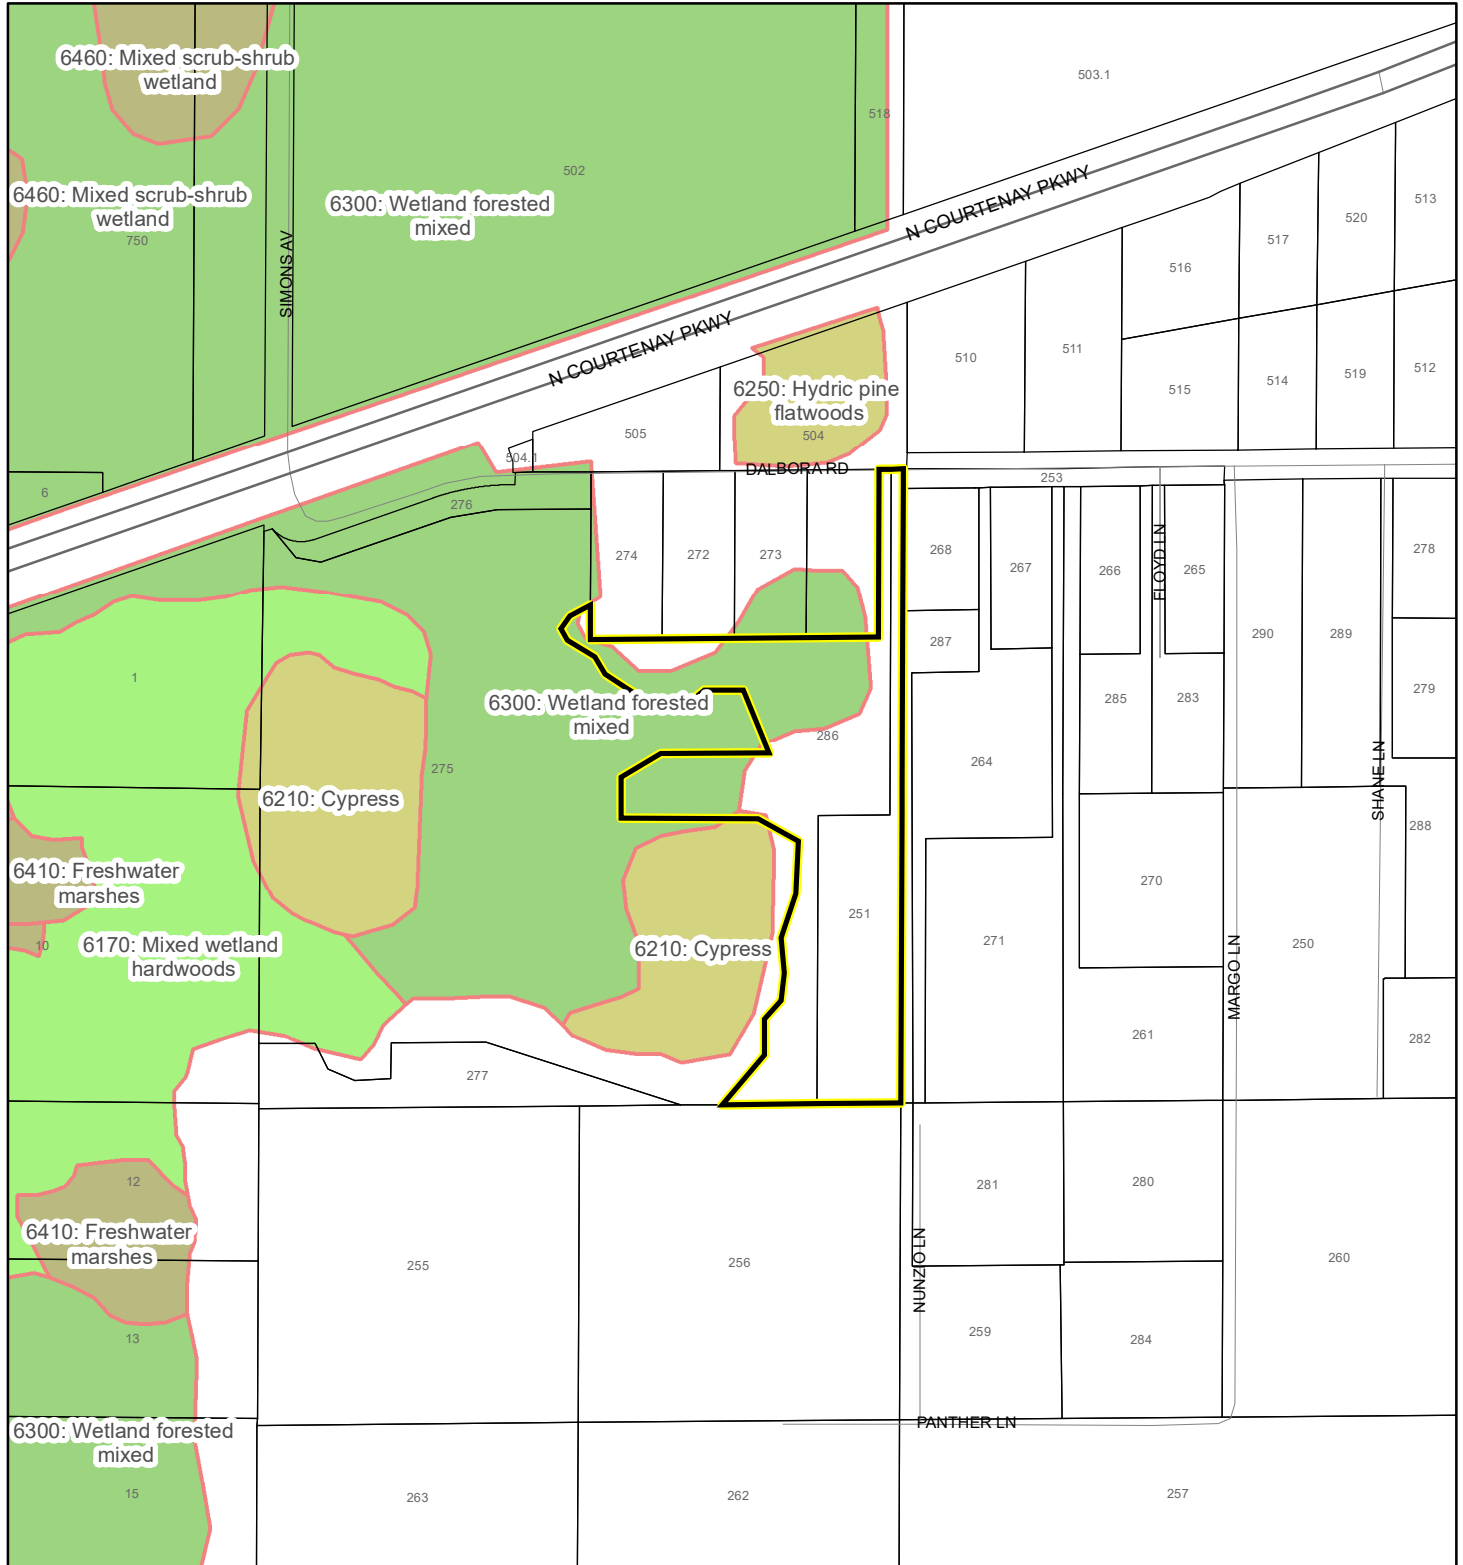 6460: Mixed scrub-shrub
wetland
503.1
518
502
6460: Mixed scrub-shrub
wetland
750
6300: Wetland forested
mixed
SIMONS AV
N COURTENAY PKWY
513
520
517
516
N COURTENAY PKWY
510
511
515
514
519
512
6250: Hydric pine
flatwoods
504
505
504.1
DALBORA RD
253
6
276
274
272
273
268
267
266
FLOYD LN
265
278
287
290
289
1
285
283
279
6300: Wetland forested
mixed
286
275
264
SHANE LN
6210: Cypress
288
6410: Freshwater
marshes
270
251
10
6170: Mixed wetland
hardwoods
6210: Cypress
271
250
MARGO LN
261
282
277
12
281
280
6410: Freshwater
marshes
255
256
NUNZIO LN
260
13
259
284
6300: Wetland forested
mixed
PANTHER LN
15
263
262
257